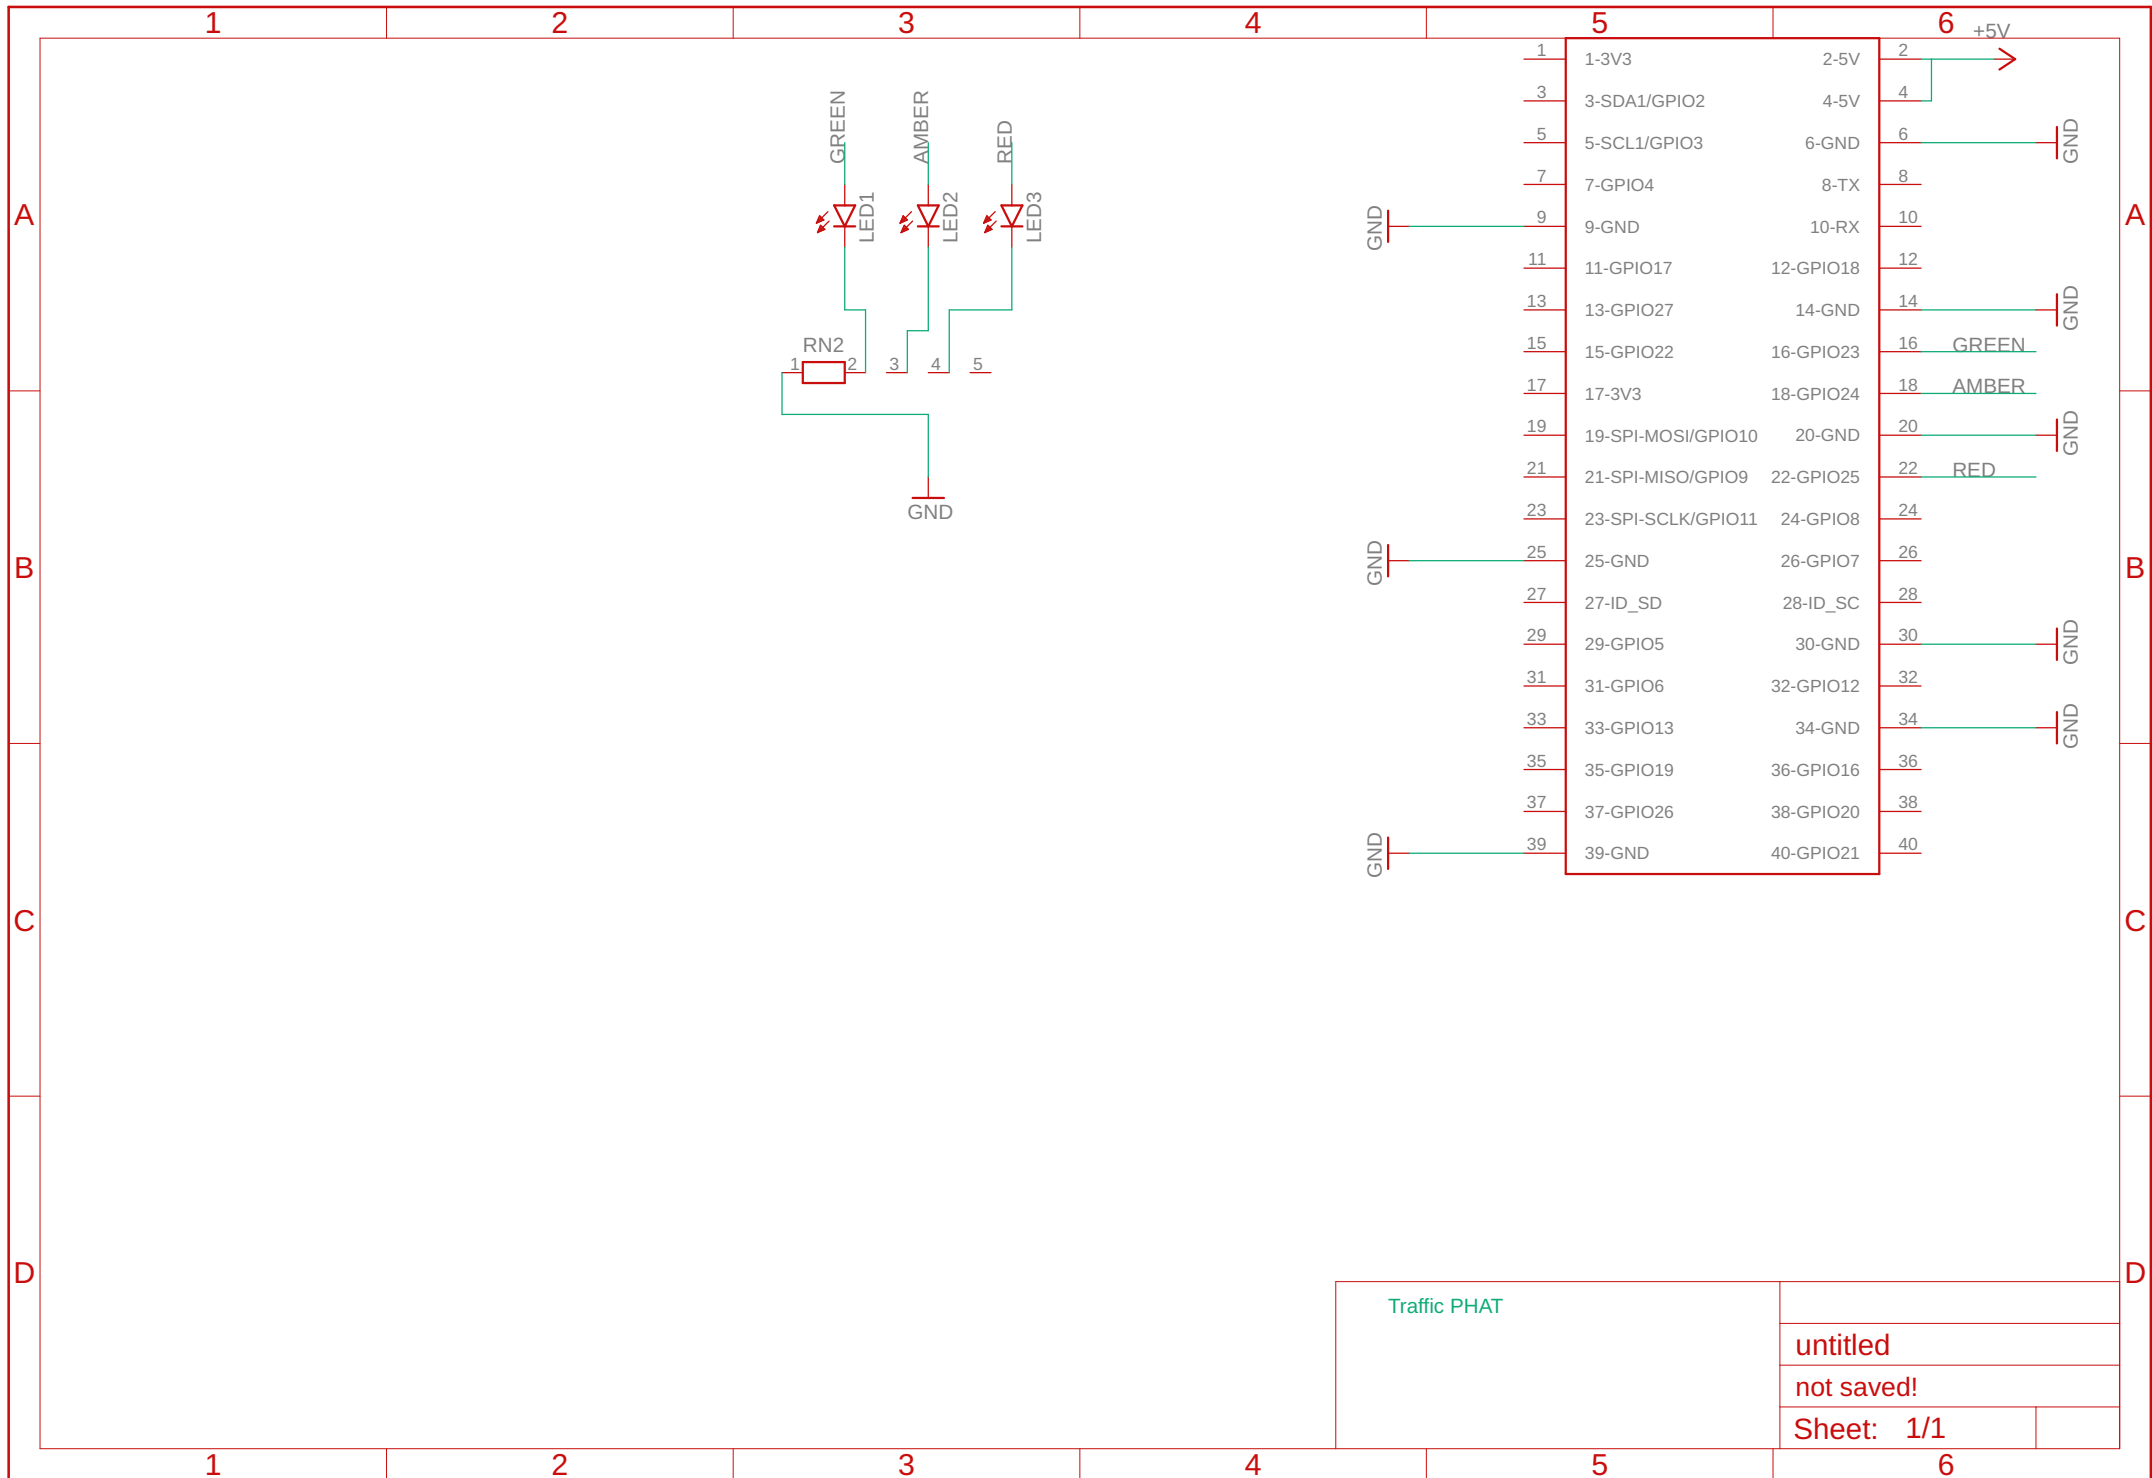 1 2 3 4 5 6
+5V
1 1-3V3 2-5V 2
3 3-SDA1/GPIO2 4-5V 4
5 5-SCL1/GPIO3 6-GND 6 GND
7 7-GPIO4 8-TX 8
GND 9 9-GND 10-RX 10
11 11-GPIO17 12-GPIO18 12
13 13-GPIO27 14-GND 14 GND
15 15-GPIO22 16-GPIO23 16 GREEN
17 17-3V3 18-GPIO24 18 AMBER
19 19-SPI-MOSI/GPIO10 20-GND 20 GND
21 21-SPI-MISO/GPIO9 22-GPIO25 22 RED
23 23-SPI-SCLK/GPIO11 24-GPIO8 24
GND 25 25-GND 26-GPIO7 26
27 27-ID_SD 28-ID_SC 28
29 29-GPIO5 30-GND 30 GND
31 31-GPIO6 32-GPIO12 32
33 33-GPIO13 34-GND 34 GND
35 35-GPIO19 36-GPIO16 36
37 37-GPIO26 38-GPIO20 38
GND 39 39-GND 40-GPIO21 40
GREEN AMBER RED
LED1 LED2 LED3
RN2
1 2 3 4 5
GND
A A
B B
C C
D D
Traffic PHAT
untitled
not saved!
Sheet: 1/1
1 2 3 4 5 6